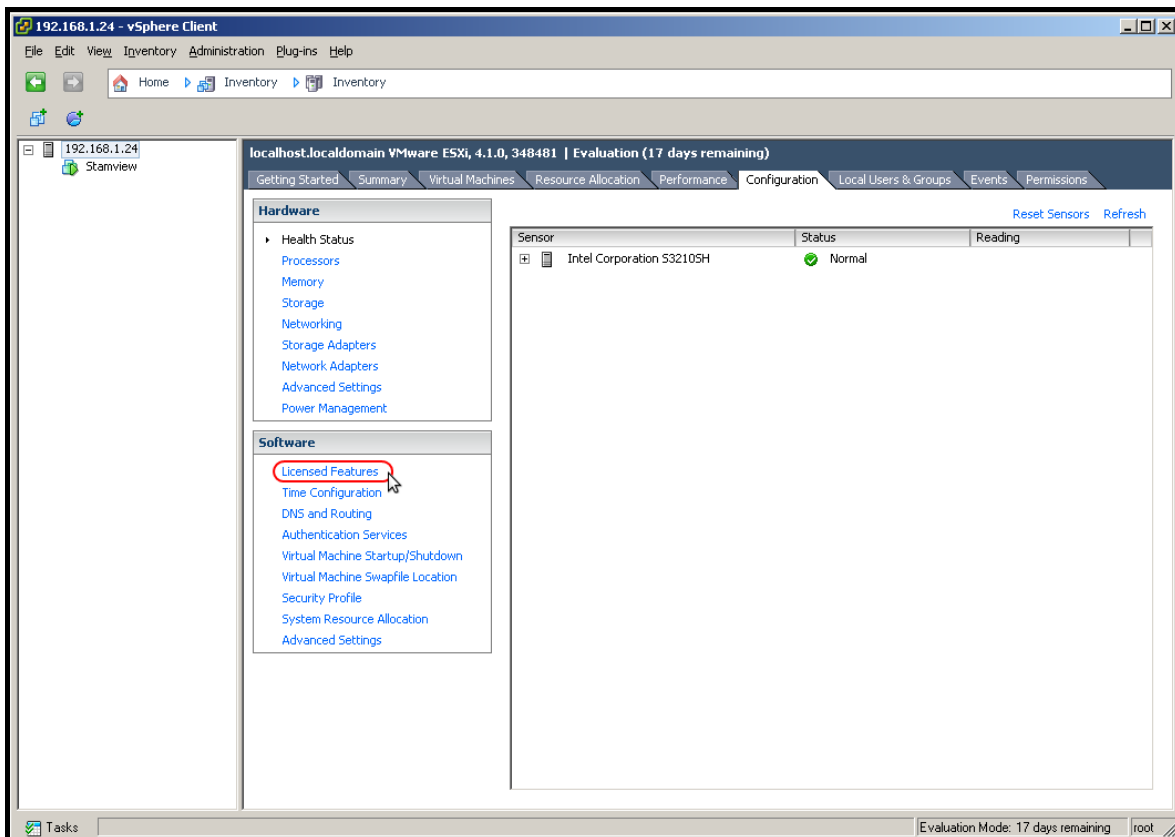 192.168.1.24 - vSphere Client
File Edit View Inventory Administration Plug-ins Help
Home Inventory Inventory
192.168.1.24
Stamview
localhost.localdomain VMware ESXi, 4.1.0, 348481 | Evaluation (17 days remaining)
Getting Started Summary Virtual Machines Resource Allocation Performance Configuration Local Users & Groups Events Permissions
Hardware
Health Status
Processors
Memory
Storage
Networking
Storage Adapters
Network Adapters
Advanced Settings
Power Management
Software
Licensed Features
Time Configuration
DNS and Routing
Authentication Services
Virtual Machine Startup/Shutdown
Virtual Machine Swapfile Location
Security Profile
System Resource Allocation
Advanced Settings
Reset Sensors Refresh
Sensor Status Reading
Intel Corporation S3210SH Normal
Tasks Evaluation Mode: 17 days remaining root